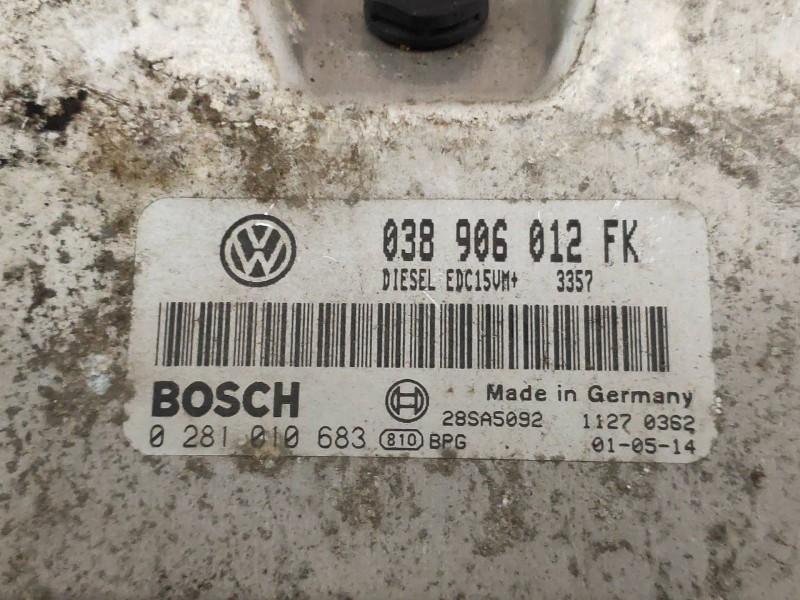 VW
038 906 012 FK
DIESEL EDC15VM+ 3357
BOSCH
Made in Germany
28SA5092 1127 0362
0 281 010 683 810 BPG 01-05-14